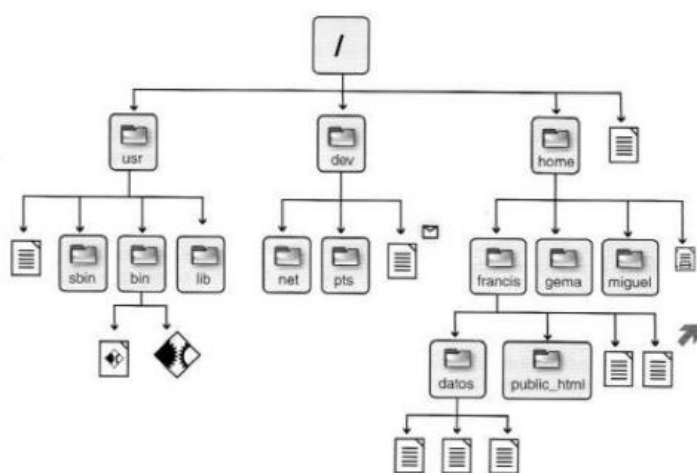 /
usr
dev
home
sbin
bin
lib
net
pts
francis
gema
miguel
datos
public_html